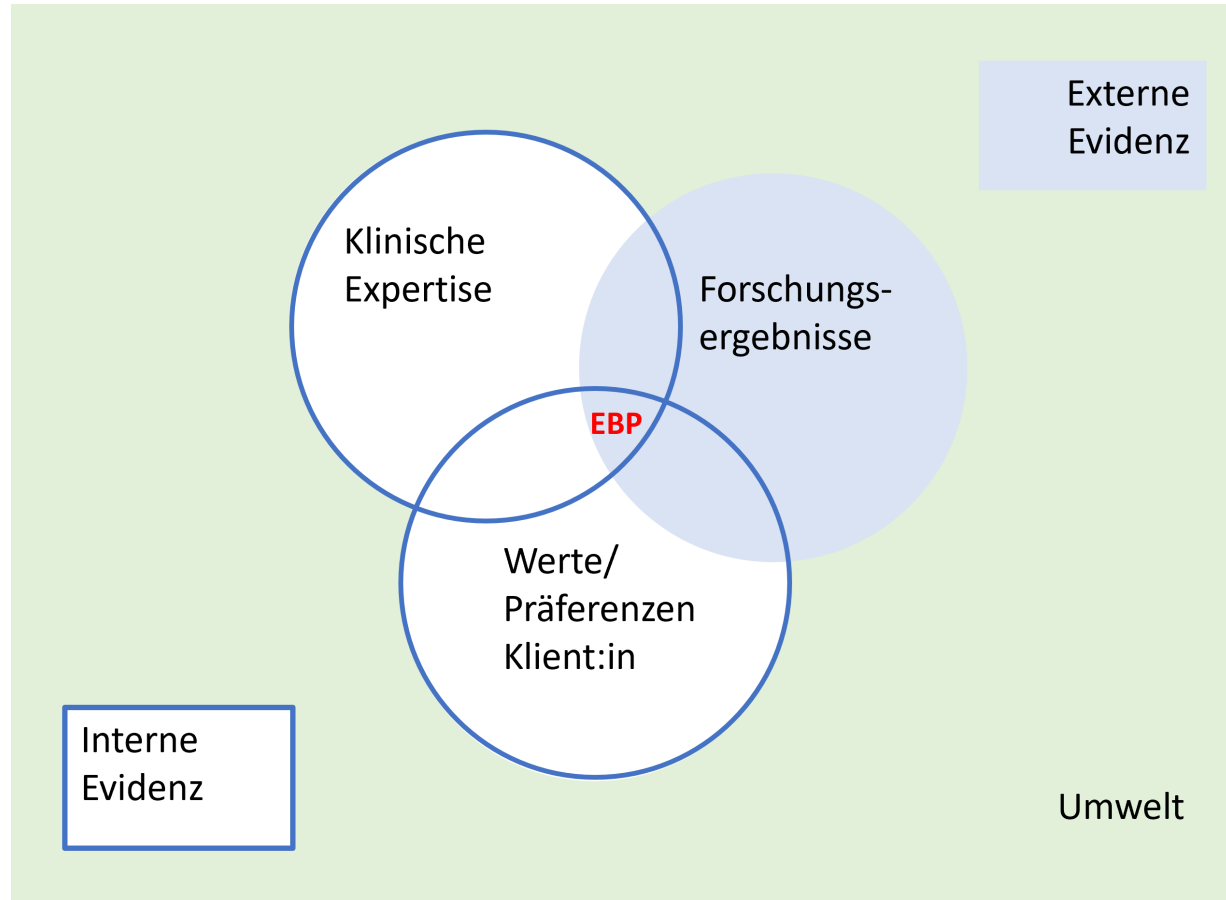 Externe
Evidenz
Klinische
Expertise
Forschungs-
ergebnisse
EBP
Werte/
Präferenzen
Klient:in
Interne
Evidenz
Umwelt